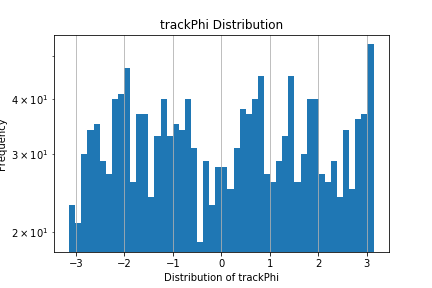 trackPhi Distribution
Frequency
4 × 10¹
3 × 10¹
2 × 10¹
−3 −2 −1 0 1 2 3
Distribution of trackPhi